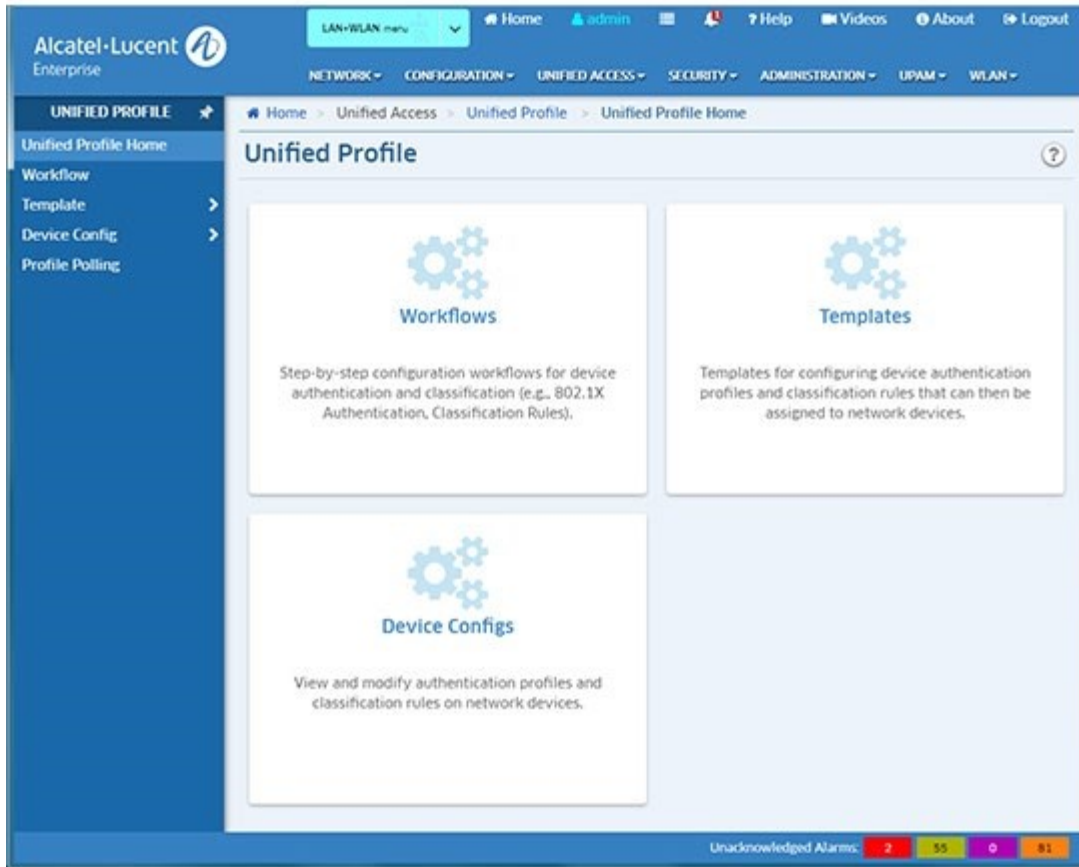 Alcatel·Lucent
Enterprise
LAN+WLAN menu
Home
admin
1
? Help
Videos
About
Logout
NETWORK
CONFIGURATION
UNIFIED ACCESS
SECURITY
ADMINISTRATION
UPAM
WLAN
UNIFIED PROFILE
Unified Profile Home
Workflow
Template
Device Config
Profile Polling
Home > Unified Access > Unified Profile > Unified Profile Home
Unified Profile
?
Workflows
Step-by-step configuration workflows for device
authentication and classification (e.g., 802.1X
Authentication, Classification Rules).
Templates
Templates for configuring device authentication
profiles and classification rules that can then be
assigned to network devices.
Device Configs
View and modify authentication profiles and
classification rules on network devices.
Unacknowledged Alarms: 2 55 0 81